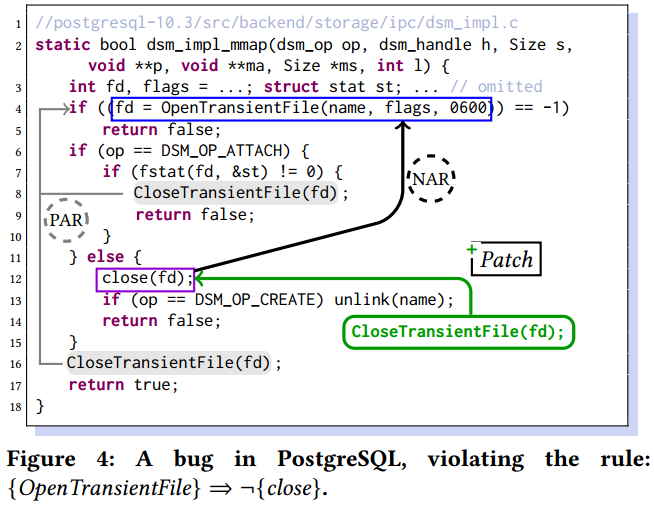 1 //postgresql-10.3/src/backend/storage/ipc/dsm_impl.c
2 static bool dsm_impl_mmap(dsm_op op, dsm_handle h, Size s,
void **p, void **ma, Size *ms, int l) {
3 int fd, flags = ...; struct stat st; ... // omitted
4 if ((fd = OpenTransientFile(name, flags, 0600)) == -1)
5 return false;
6 if (op == DSM_OP_ATTACH) {
7 if (fstat(fd, &st) != 0) {
8 CloseTransientFile(fd);
9 return false;
10 }
11 } else {
12 close(fd);
13 if (op == DSM_OP_CREATE) unlink(name);
14 return false;
15 }
16 CloseTransientFile(fd);
17 return true;
18 }
PAR
NAR
+ Patch
CloseTransientFile(fd);
Figure 4: A bug in PostgreSQL, violating the rule:
{OpenTransientFile} ⇒ ¬{close}.